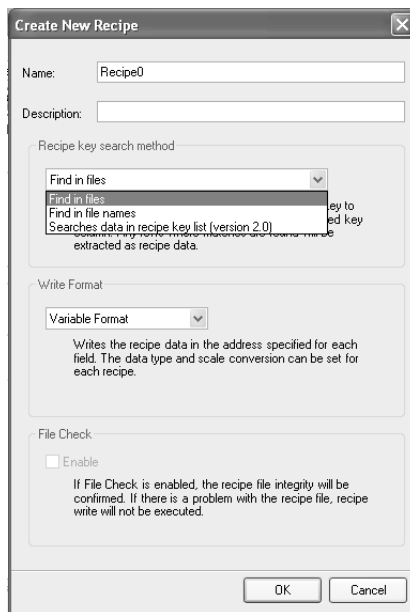 Create New Recipe
Name: Recipe0
Description:
Recipe key search method
Find in files
Find in files
Find in file names
Searches data in recipe key list (version 2.0)
key to
ed key
extracted as recipe data.
Write Format
Variable Format
Writes the recipe data in the address specified for each
field. The data type and scale conversion can be set for
each recipe.
File Check
Enable
If File Check is enabled, the recipe file integrity will be
confirmed. If there is a problem with the recipe file, recipe
write will not be executed.
OK Cancel